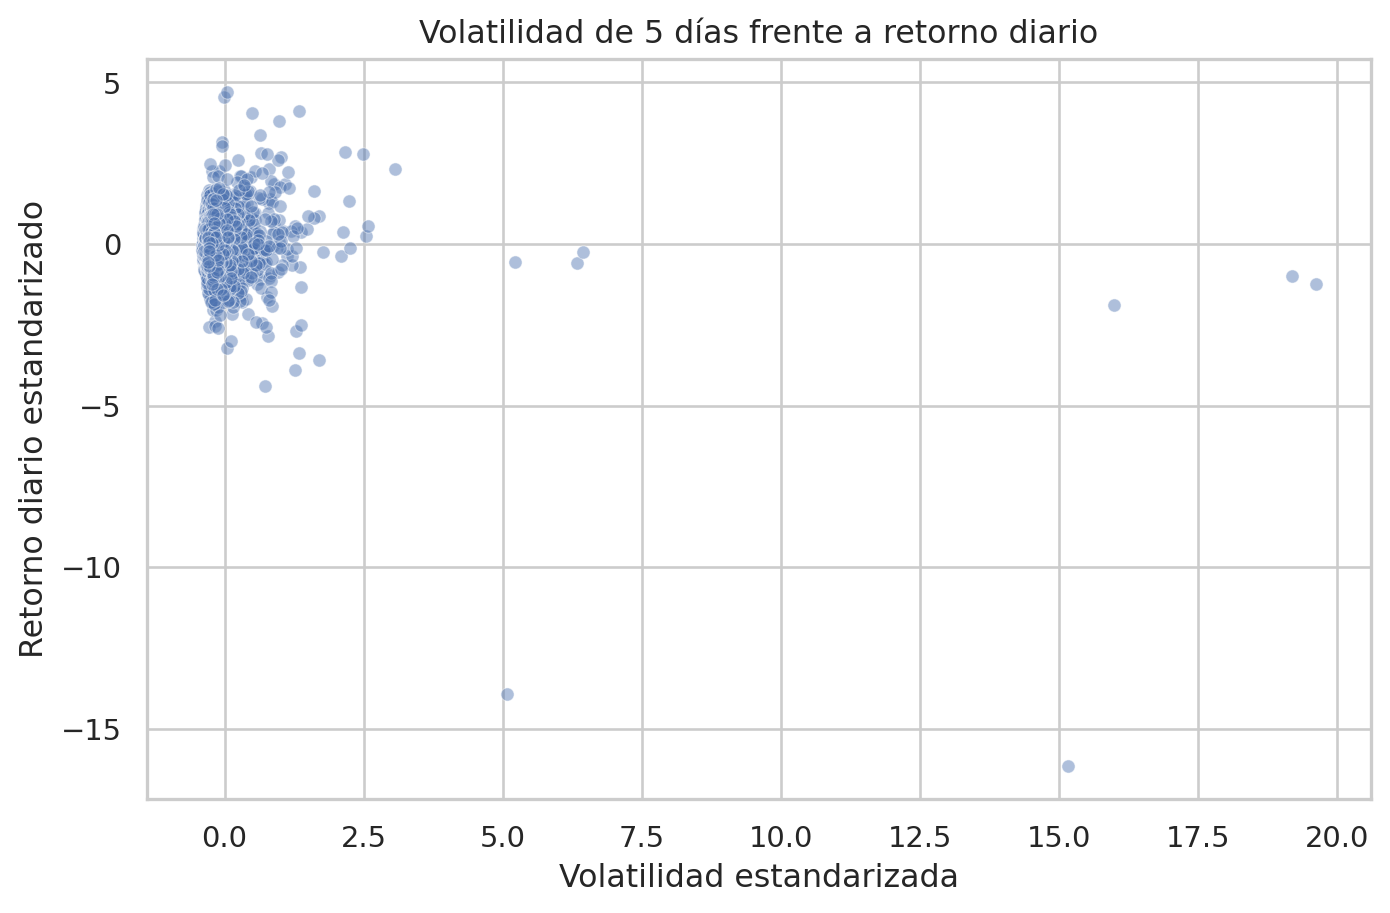 Volatilidad de 5 días frente a retorno diario
Retorno diario estandarizado
5
0
−5
−10
−15
0.0 2.5 5.0 7.5 10.0 12.5 15.0 17.5 20.0
Volatilidad estandarizada